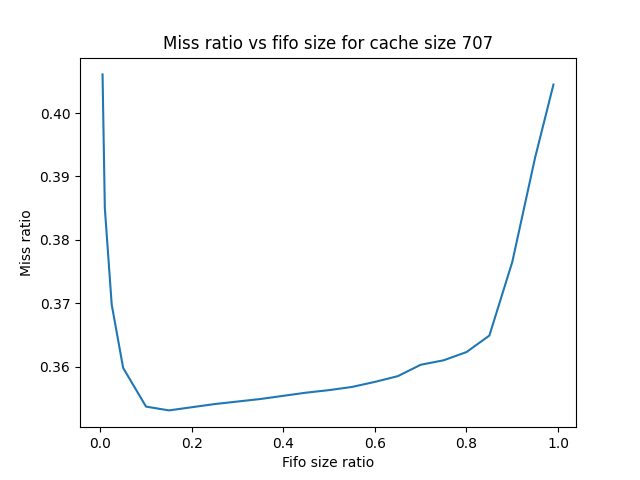 Miss ratio vs fifo size for cache size 707
0.40
0.39
0.38
0.37
0.36
Miss ratio
0.0 0.2 0.4 0.6 0.8 1.0
Fifo size ratio